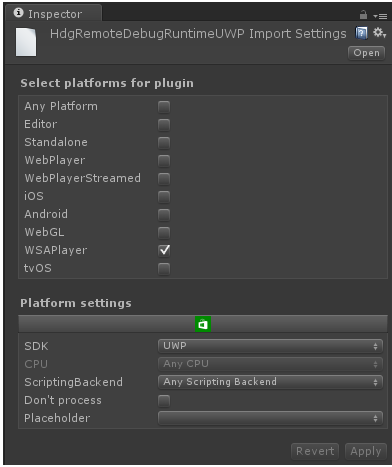 Inspector
HdgRemoteDebugRuntimeUWP Import Settings
Open
Select platforms for plugin
Any Platform
Editor
Standalone
WebPlayer
WebPlayerStreamed
iOS
Android
WebGL
WSAPlayer
tvOS
Platform settings
SDK UWP
CPU Any CPU
ScriptingBackend Any Scripting Backend
Don't process
Placeholder
Revert Apply